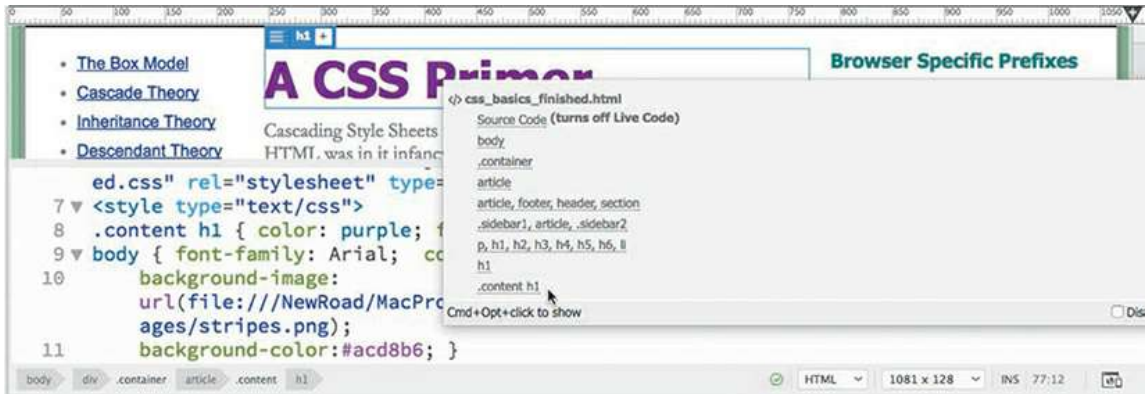 0 50 100 150 200 250 300 350 400 450 500 550 600 650 700 750 800 850 900 950 1000 1050
h1 +
The Box Model
Cascade Theory
Inheritance Theory
Descendant Theory
A CSS Primer
Cascading Style Sheets
HTML was in it infanc
Browser Specific Prefixes
</> css_basics_finished.html
Source Code (turns off Live Code)
body
.container
article
article, footer, header, section
.sidebar1, article, .sidebar2
p, h1, h2, h3, h4, h5, h6, li
h1
.content h1
Cmd+Opt+click to show
Dis
ed.css" rel="stylesheet" type=
7 <style type="text/css">
8 .content h1 { color: purple; f
9 body { font-family: Arial; co
10 background-image:
url(file:///NewRoad/MacPro
ages/stripes.png);
11 background-color:#acd8b6; }
body div .container article .content h1
HTML 1081 x 128 INS 77:12